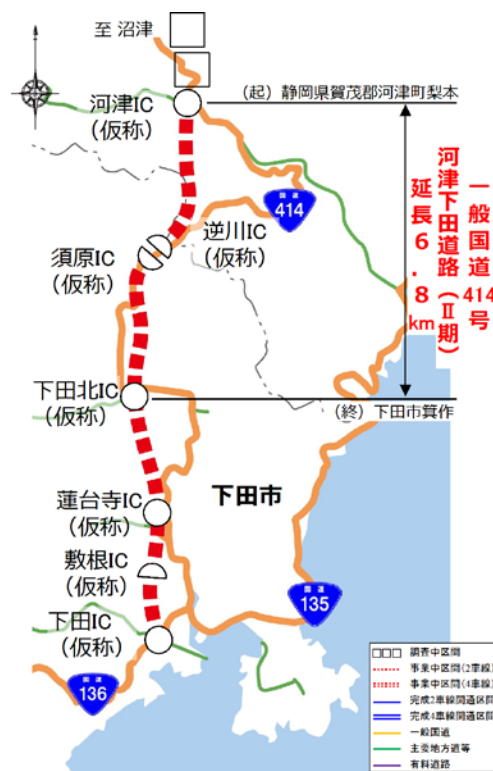 至 沼津
河津IC
(仮称)
(起) 静岡県賀茂郡河津町梨本
一般国道414号
河津下田道路(Ⅱ期)
延長6.8km
国道
414
逆川IC
(仮称)
須原IC
(仮称)
下田北IC
(仮称)
(終) 下田市箕作
下田市
蓮台寺IC
(仮称)
敷根IC
(仮称)
下田IC
(仮称)
国道
135
国道
136
調査中区間
事業中区間(2車線)
事業中区間(4車線)
完成2車線開通区間
完成4車線開通区間
一般国道
主要地方道等
有料道路